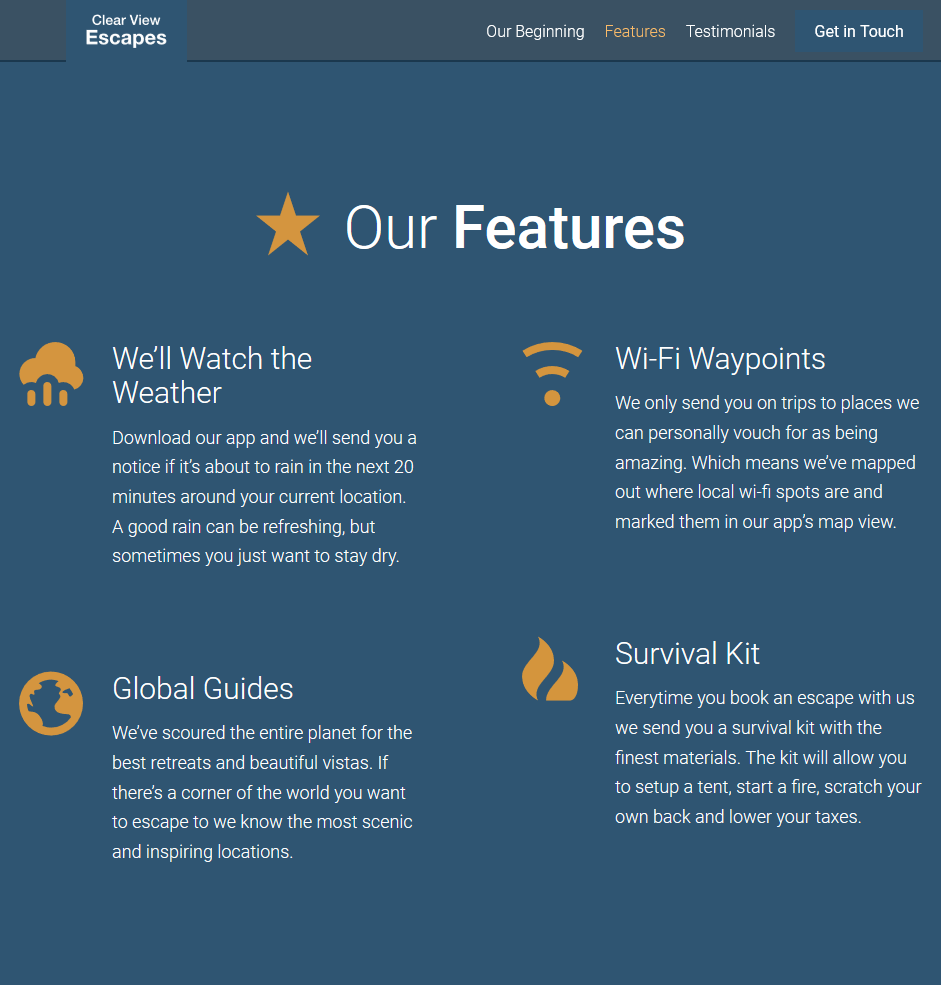 Clear View
Escapes
Our Beginning
Features
Testimonials
Get in Touch
Our Features
We’ll Watch the
Weather
Download our app and we’ll send you a
notice if it’s about to rain in the next 20
minutes around your current location.
A good rain can be refreshing, but
sometimes you just want to stay dry.
Wi-Fi Waypoints
We only send you on trips to places we
can personally vouch for as being
amazing. Which means we’ve mapped
out where local wi-fi spots are and
marked them in our app’s map view.
Global Guides
We’ve scoured the entire planet for the
best retreats and beautiful vistas. If
there’s a corner of the world you want
to escape to we know the most scenic
and inspiring locations.
Survival Kit
Everytime you book an escape with us
we send you a survival kit with the
finest materials. The kit will allow you
to setup a tent, start a fire, scratch your
own back and lower your taxes.